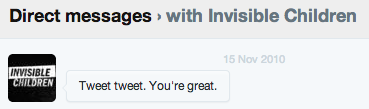 Direct messages › with Invisible Children
15 Nov 2010
INVISIBLE
CHILDREN
Tweet tweet. You're great.